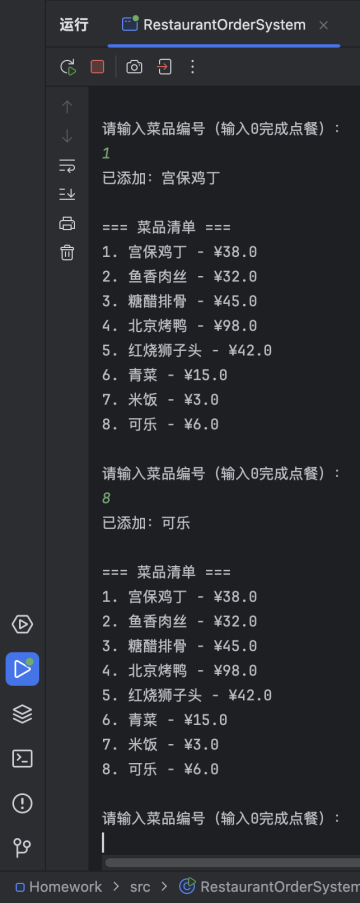 运行 RestaurantOrderSystem ×
请输入菜品编号（输入0完成点餐）：
1
已添加：宫保鸡丁
=== 菜品清单 ===
1. 宫保鸡丁 - ¥38.0
2. 鱼香肉丝 - ¥32.0
3. 糖醋排骨 - ¥45.0
4. 北京烤鸭 - ¥98.0
5. 红烧狮子头 - ¥42.0
6. 青菜 - ¥15.0
7. 米饭 - ¥3.0
8. 可乐 - ¥6.0
请输入菜品编号（输入0完成点餐）：
8
已添加：可乐
=== 菜品清单 ===
1. 宫保鸡丁 - ¥38.0
2. 鱼香肉丝 - ¥32.0
3. 糖醋排骨 - ¥45.0
4. 北京烤鸭 - ¥98.0
5. 红烧狮子头 - ¥42.0
6. 青菜 - ¥15.0
7. 米饭 - ¥3.0
8. 可乐 - ¥6.0
请输入菜品编号（输入0完成点餐）：
Homework > src > RestaurantOrderSystem